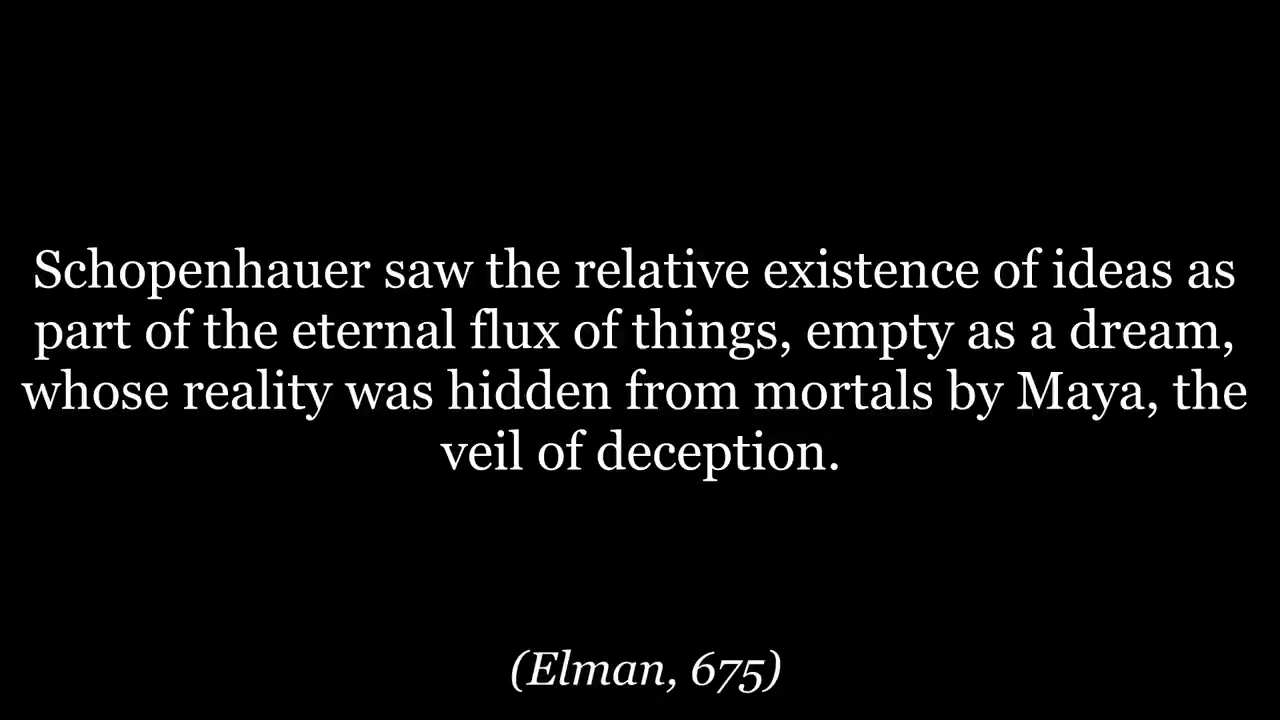 Schopenhauer saw the relative existence of ideas as
part of the eternal flux of things, empty as a dream,
whose reality was hidden from mortals by Maya, the
veil of deception.
(Elman, 675)